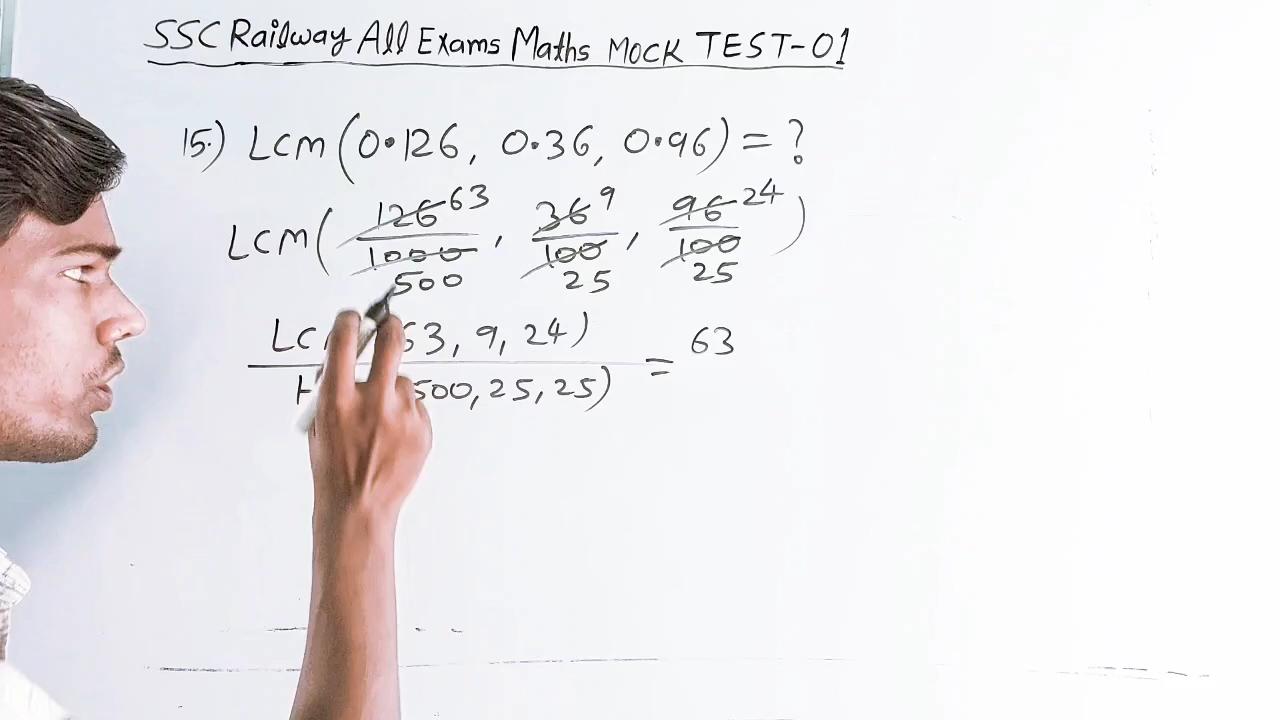 SSC Railway All Exams Maths MOCK TEST-01
15.) LCM(0.126, 0.36, 0.96) = ?
LCM( 126 63 / 1000 500, 36 9 / 100 25, 96 24 / 100 25 )
63, 9, 24) = 63
500, 25, 25)